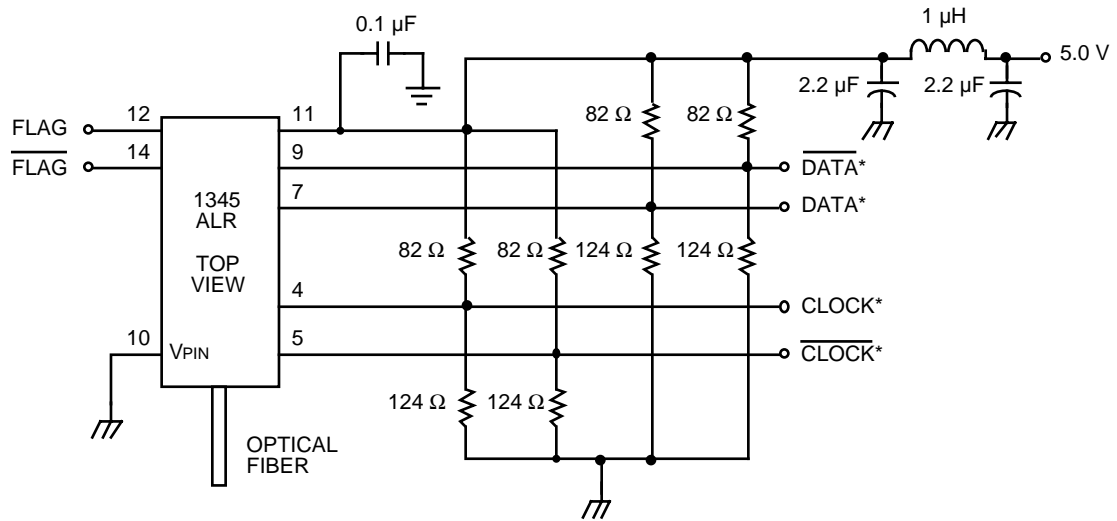 0.1 µF
1 µH
5.0 V
2.2 µF
2.2 µF
82 Ω
82 Ω
FLAG
12
11
FLAG
14
9
DATA*
7
DATA*
1345
ALR
TOP
VIEW
82 Ω
82 Ω
124 Ω
124 Ω
4
CLOCK*
10
VPIN
5
CLOCK*
124 Ω
124 Ω
OPTICAL
FIBER